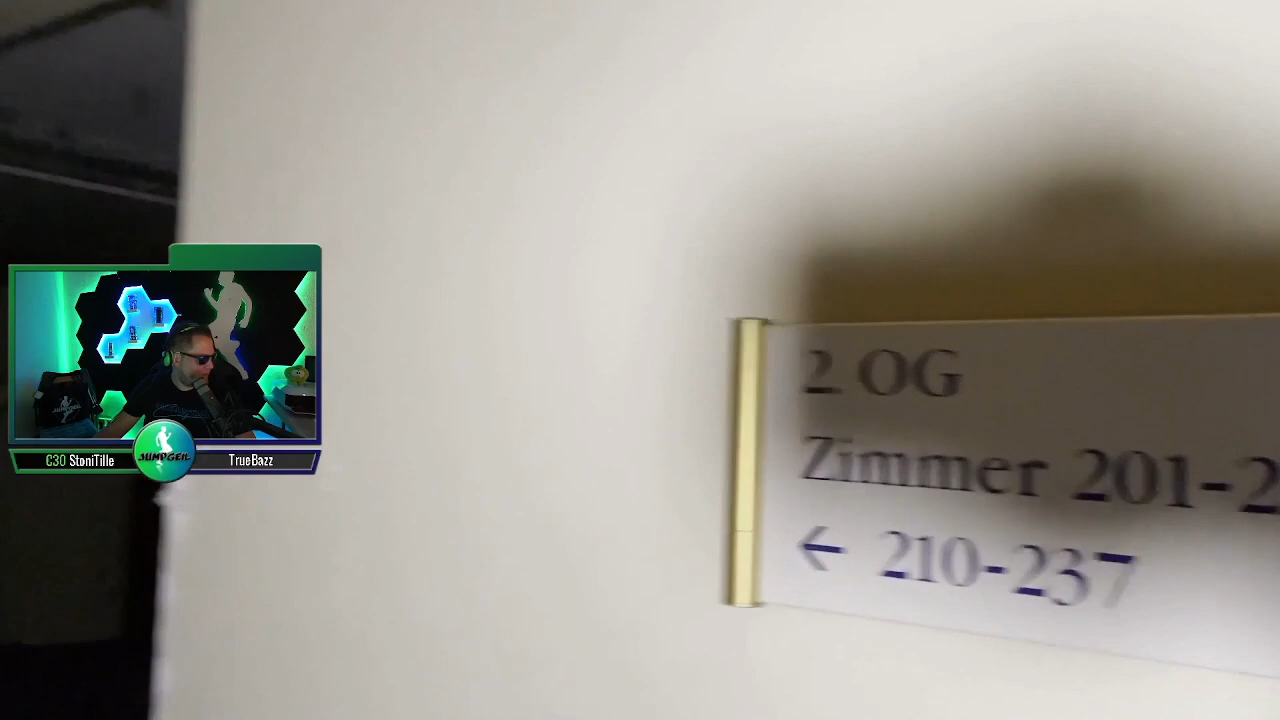 2 OG
Zimmer 201-2
← 210-237
C30 StoniTille
JUMPGEIL
TrueBazz